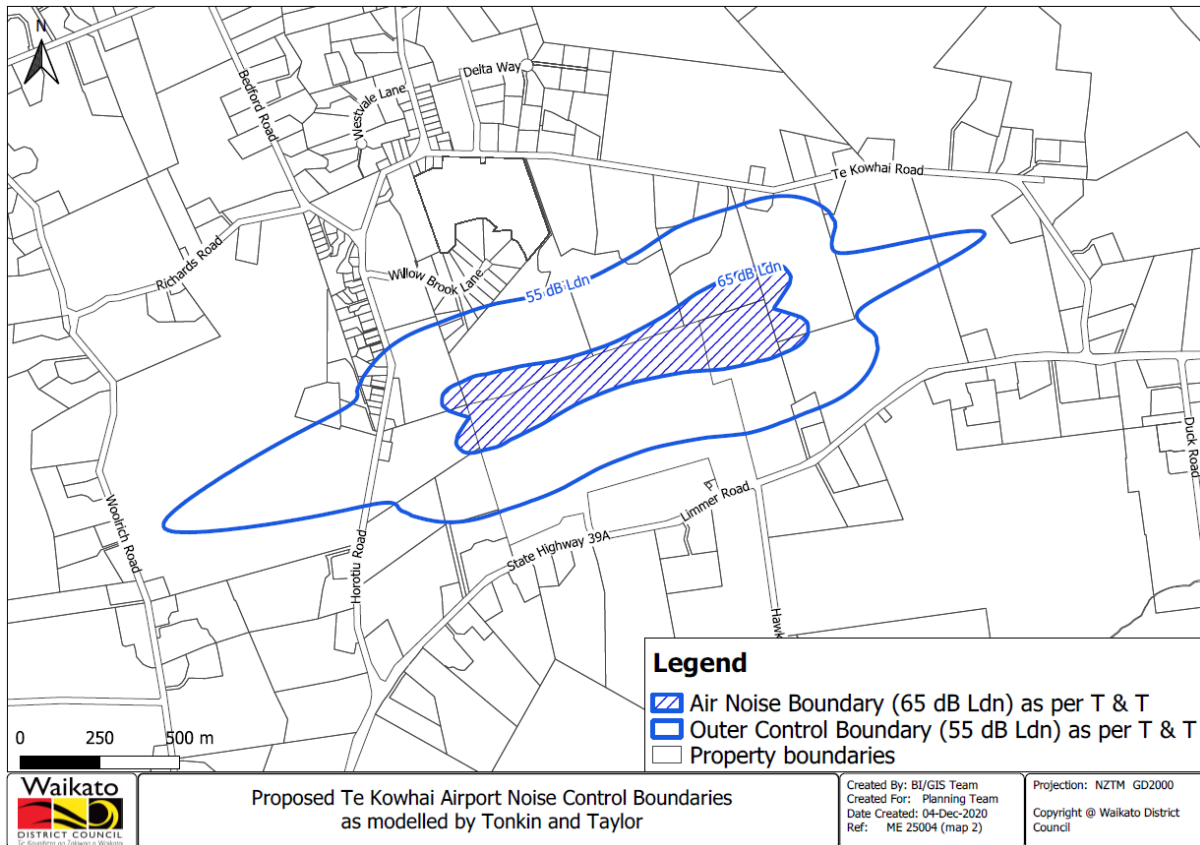 N
Delta Way
Bedford Road
Westvale Lane
Te Kowhai Road
Richards Road
Willow Brook Lane
55 dB Ldn
65 dB Ldn
Duck Road
Woolrich Road
Limmer Road
State Highway 39A
Horotiu Road
Hawk
Legend
Air Noise Boundary (65 dB Ldn) as per T & T
Outer Control Boundary (55 dB Ldn) as per T & T
Property boundaries
0 250 500 m
Waikato
DISTRICT COUNCIL
Te Kaunihera aa Takiwaa o Waikato
Proposed Te Kowhai Airport Noise Control Boundaries
as modelled by Tonkin and Taylor
Created By: BI/GIS Team
Created For: Planning Team
Date Created: 04-Dec-2020
Ref: ME 25004 (map 2)
Projection: NZTM GD2000
Copyright @ Waikato District
Council